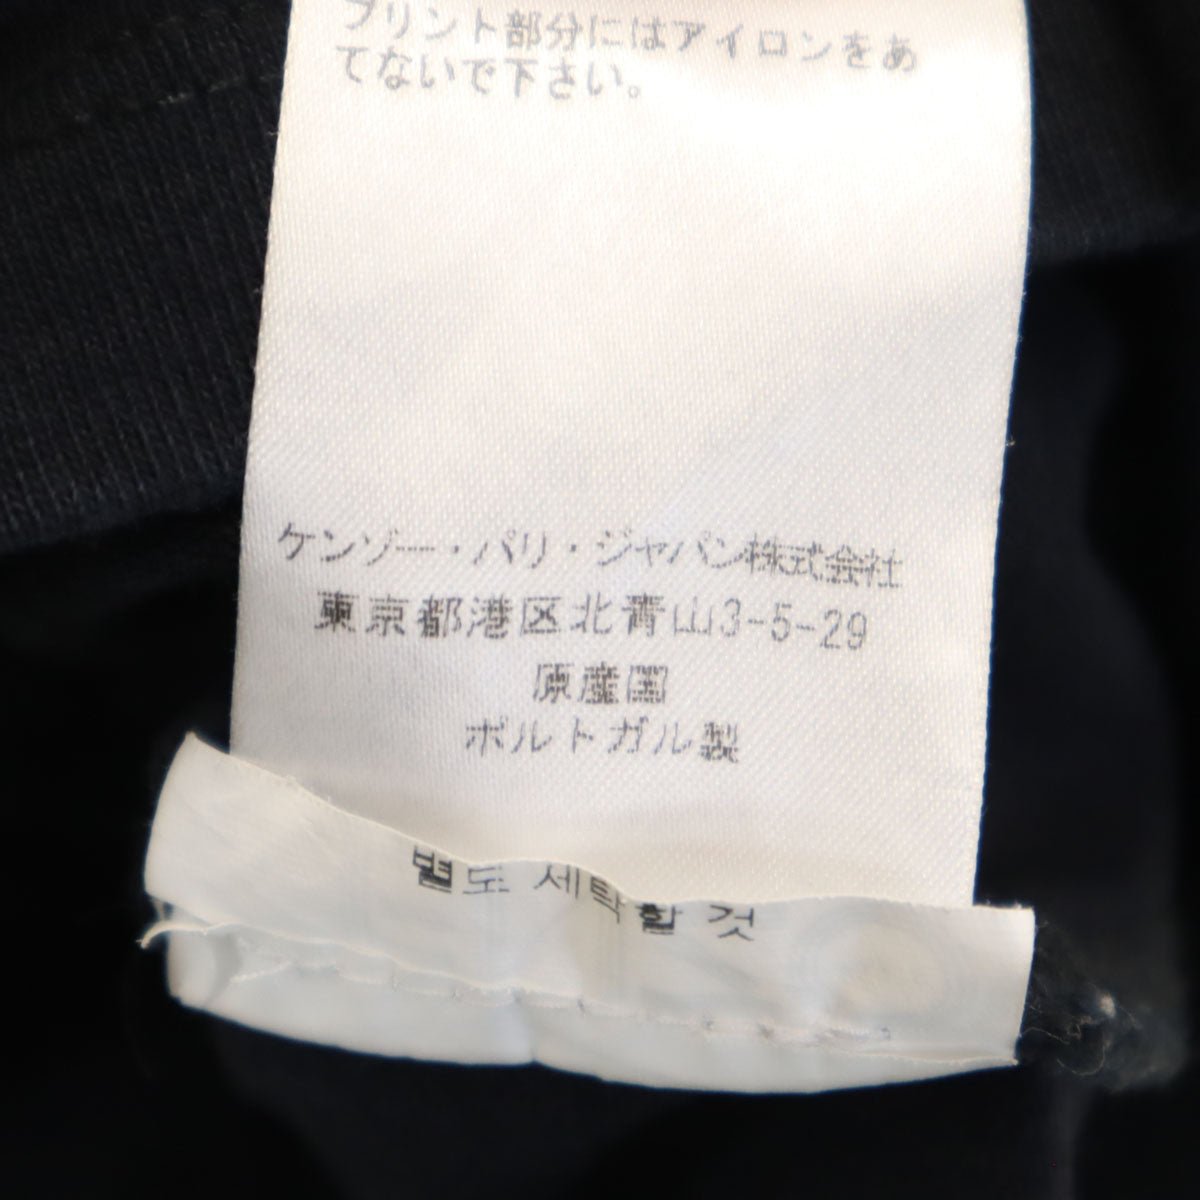 プリント部分にはアイロンをあ
てないで下さい。
ケンゾー・パリ・ジャパン株式会社
東京都港区北青山3-5-29
原産国
ポルトガル製
별도 세탁할 것